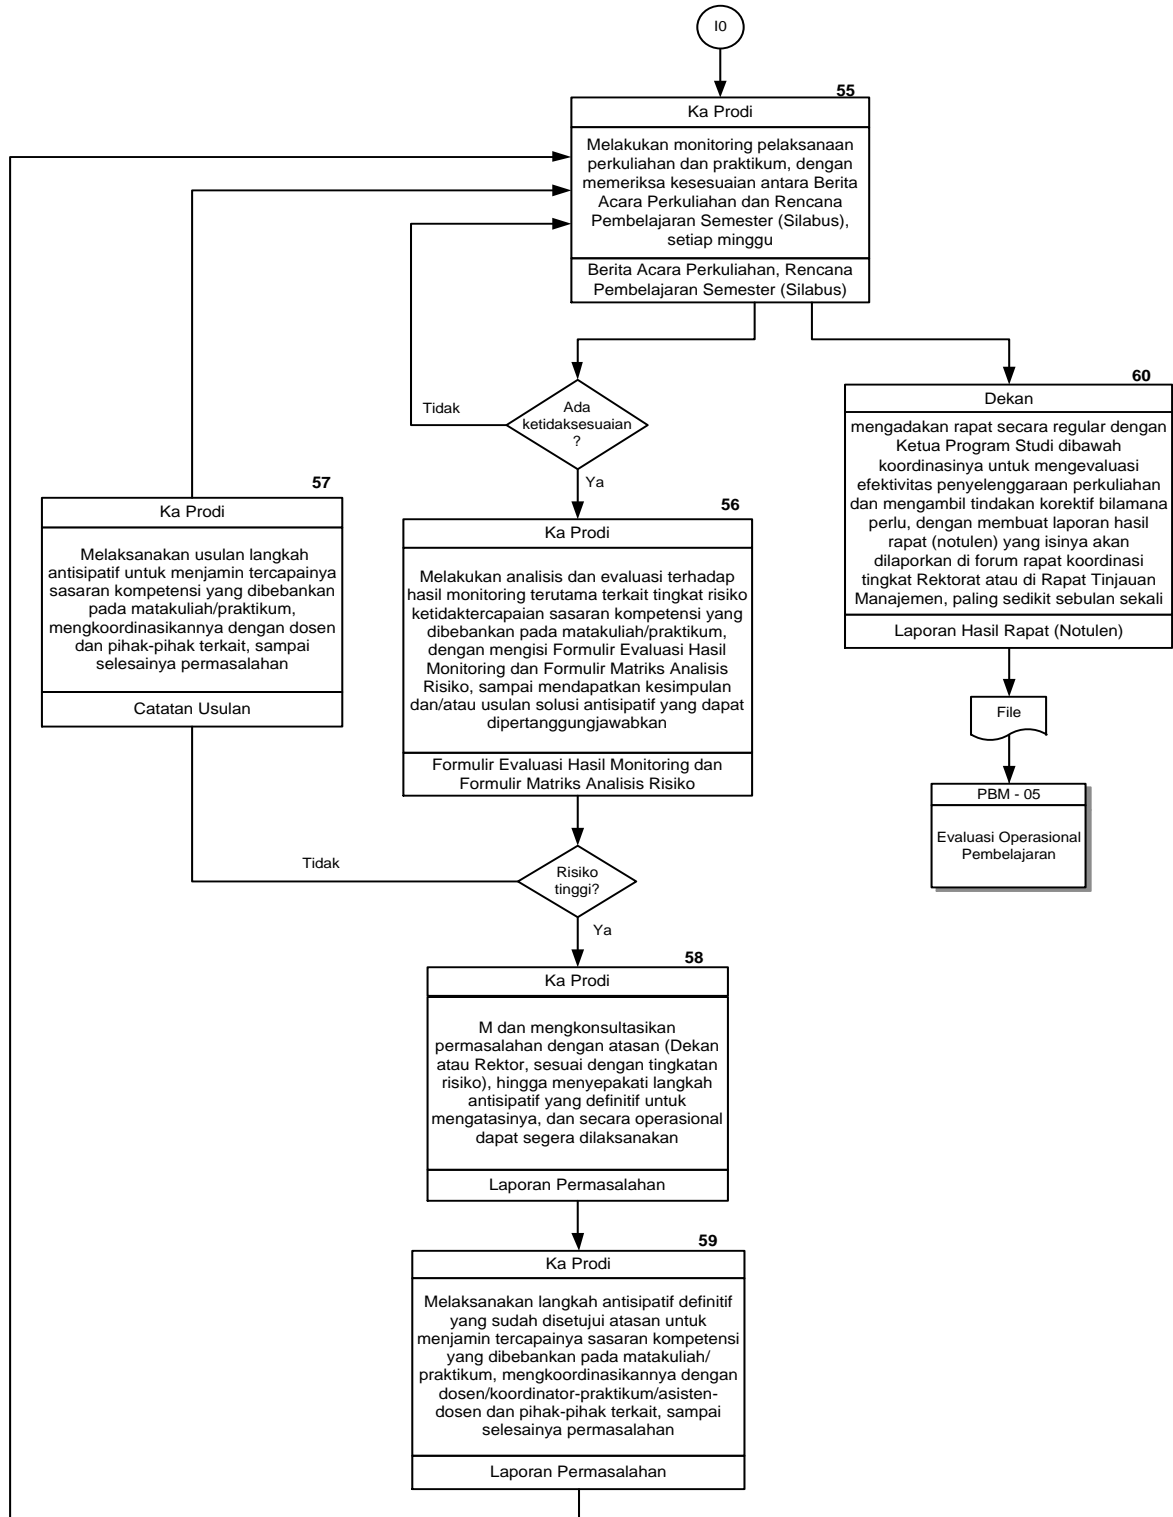 I0
55
Ka Prodi
Melakukan monitoring pelaksanaan
perkuliahan dan praktikum, dengan
memeriksa kesesuaian antara Berita
Acara Perkuliahan dan Rencana
Pembelajaran Semester (Silabus),
setiap minggu
Berita Acara Perkuliahan, Rencana
Pembelajaran Semester (Silabus)
Ada
ketidaksesuaian
?
Tidak
Ya
60
Dekan
mengadakan rapat secara regular dengan
Ketua Program Studi dibawah
koordinasinya untuk mengevaluasi
efektivitas penyelenggaraan perkuliahan
dan mengambil tindakan korektif bilamana
perlu, dengan membuat laporan hasil
rapat (notulen) yang isinya akan
dilaporkan di forum rapat koordinasi
tingkat Rektorat atau di Rapat Tinjauan
Manajemen, paling sedikit sebulan sekali
Laporan Hasil Rapat (Notulen)
File
PBM - 05
Evaluasi Operasional
Pembelajaran
57
Ka Prodi
Melaksanakan usulan langkah
antisipatif untuk menjamin tercapainya
sasaran kompetensi yang dibebankan
pada matakuliah/praktikum,
mengkoordinasikannya dengan dosen
dan pihak-pihak terkait, sampai
selesainya permasalahan
Catatan Usulan
56
Ka Prodi
Melakukan analisis dan evaluasi terhadap
hasil monitoring terutama terkait tingkat risiko
ketidaktercapaian sasaran kompetensi yang
dibebankan pada matakuliah/praktikum,
dengan mengisi Formulir Evaluasi Hasil
Monitoring dan Formulir Matriks Analisis
Risiko, sampai mendapatkan kesimpulan
dan/atau usulan solusi antisipatif yang dapat
dipertanggungjawabkan
Formulir Evaluasi Hasil Monitoring dan
Formulir Matriks Analisis Risiko
Risiko
tinggi?
Tidak
Ya
58
Ka Prodi
M dan mengkonsultasikan
permasalahan dengan atasan (Dekan
atau Rektor, sesuai dengan tingkatan
risiko), hingga menyepakati langkah
antisipatif yang definitif untuk
mengatasinya, dan secara operasional
dapat segera dilaksanakan
Laporan Permasalahan
59
Ka Prodi
Melaksanakan langkah antisipatif definitif
yang sudah disetujui atasan untuk
menjamin tercapainya sasaran kompetensi
yang dibebankan pada matakuliah/
praktikum, mengkoordinasikannya dengan
dosen/koordinator-praktikum/asisten-
dosen dan pihak-pihak terkait, sampai
selesainya permasalahan
Laporan Permasalahan